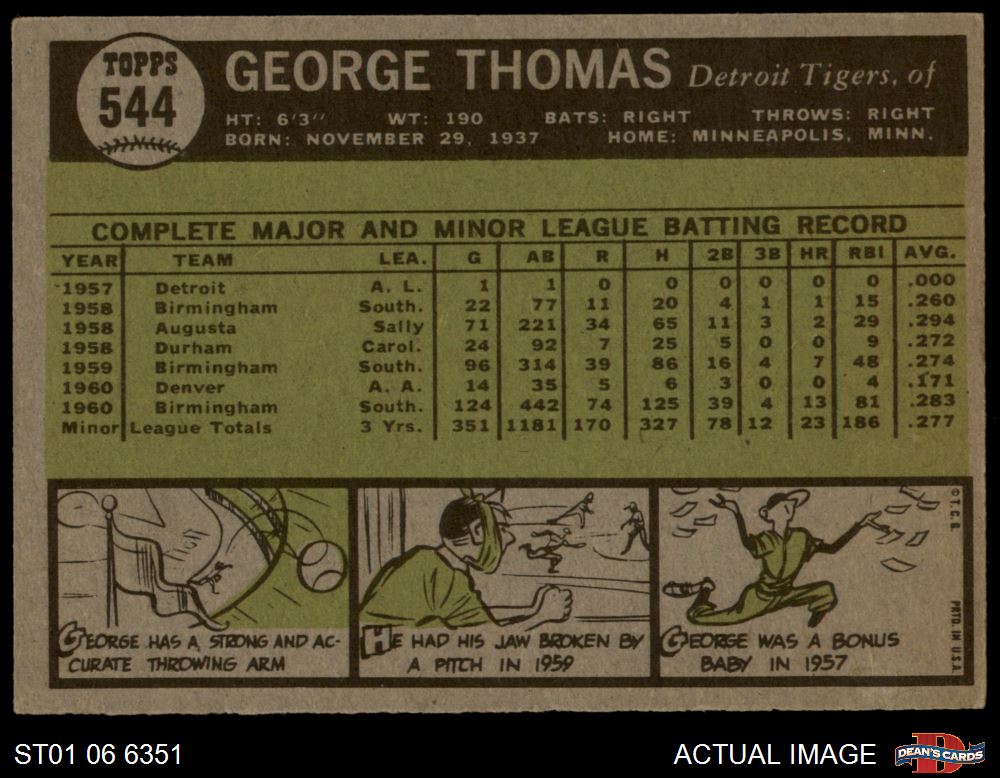 TOPPS
544
GEORGE THOMAS Detroit Tigers, of
HT: 6'3" WT: 190 BATS: RIGHT THROWS: RIGHT
BORN: NOVEMBER 29, 1937 HOME: MINNEAPOLIS, MINN.
COMPLETE MAJOR AND MINOR LEAGUE BATTING RECORD
YEAR TEAM LEA. G AB R H 2B 3B HR RBI AVG.
1957 Detroit A. L. 1 1 0 0 0 0 0 0 .000
1958 Birmingham South. 22 77 11 20 4 1 1 15 .260
1958 Augusta Sally 71 221 34 65 11 3 2 29 .294
1958 Durham Carol. 24 92 7 25 5 0 0 9 .272
1959 Birmingham South. 96 314 39 86 16 4 7 48 .274
1960 Denver A. A. 14 35 5 6 3 0 0 4 .171
1960 Birmingham South. 124 442 74 125 39 4 13 81 .283
Minor League Totals 3 Yrs. 351 1181 170 327 78 12 23 186 .277
GEORGE HAS A STRONG AND AC-
CURATE THROWING ARM
HE HAD HIS JAW BROKEN BY
A PITCH IN 1959
GEORGE WAS A BONUS
BABY IN 1957
© T. C. G.
PRTD. IN U.S.A.
ST01 06 6351
ACTUAL IMAGE
D
DEAN'S CARDS